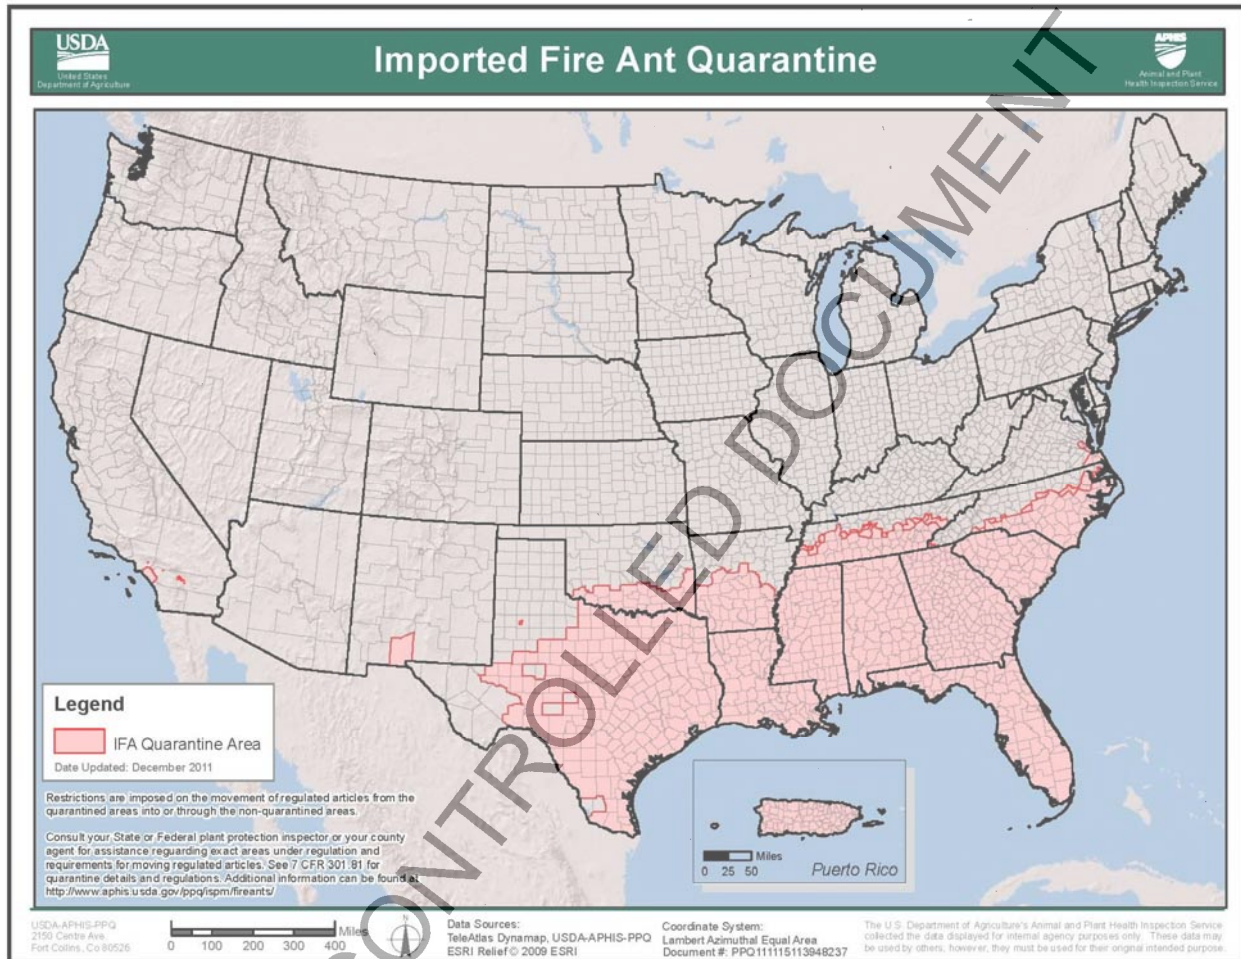 USDA
United States
Department of Agriculture
Imported Fire Ant Quarantine
APHIS
Animal and Plant
Health Inspection Service
Legend
IFA Quarantine Area
Date Updated: December 2011
Restrictions are imposed on the movement of regulated articles from the
quarantined areas into or through the non-quarantined areas.
Consult your State or Federal plant protection inspector or your county
agent for assistance reguarding exact areas under regulation and
requirements for moving regulated articles. See 7 CFR 301.81 for
quarantine details and regulations. Additional information can be found at
http://www.aphis.usda.gov/ppq/ispm/fireants/
Miles
0 25 50
Puerto Rico
USDA-APHIS-PPQ
2150 Centre Ave.
Fort Collins, Co 80526
Miles
0 100 200 300 400
N
Data Sources:
TeleAtlas Dynamap, USDA-APHIS-PPQ
ESRI Relief © 2009 ESRI
Coordinate System:
Lambert Azimuthal Equal Area
Document #: PPQ111115113948237
The U.S. Department of Agriculture's Animal and Plant Health Inspection Service
collected the data displayed for internal agency purposes only. These data may
be used by others; however, they must be used for their original intended purpose.
CONTROLLED DOCUMENT